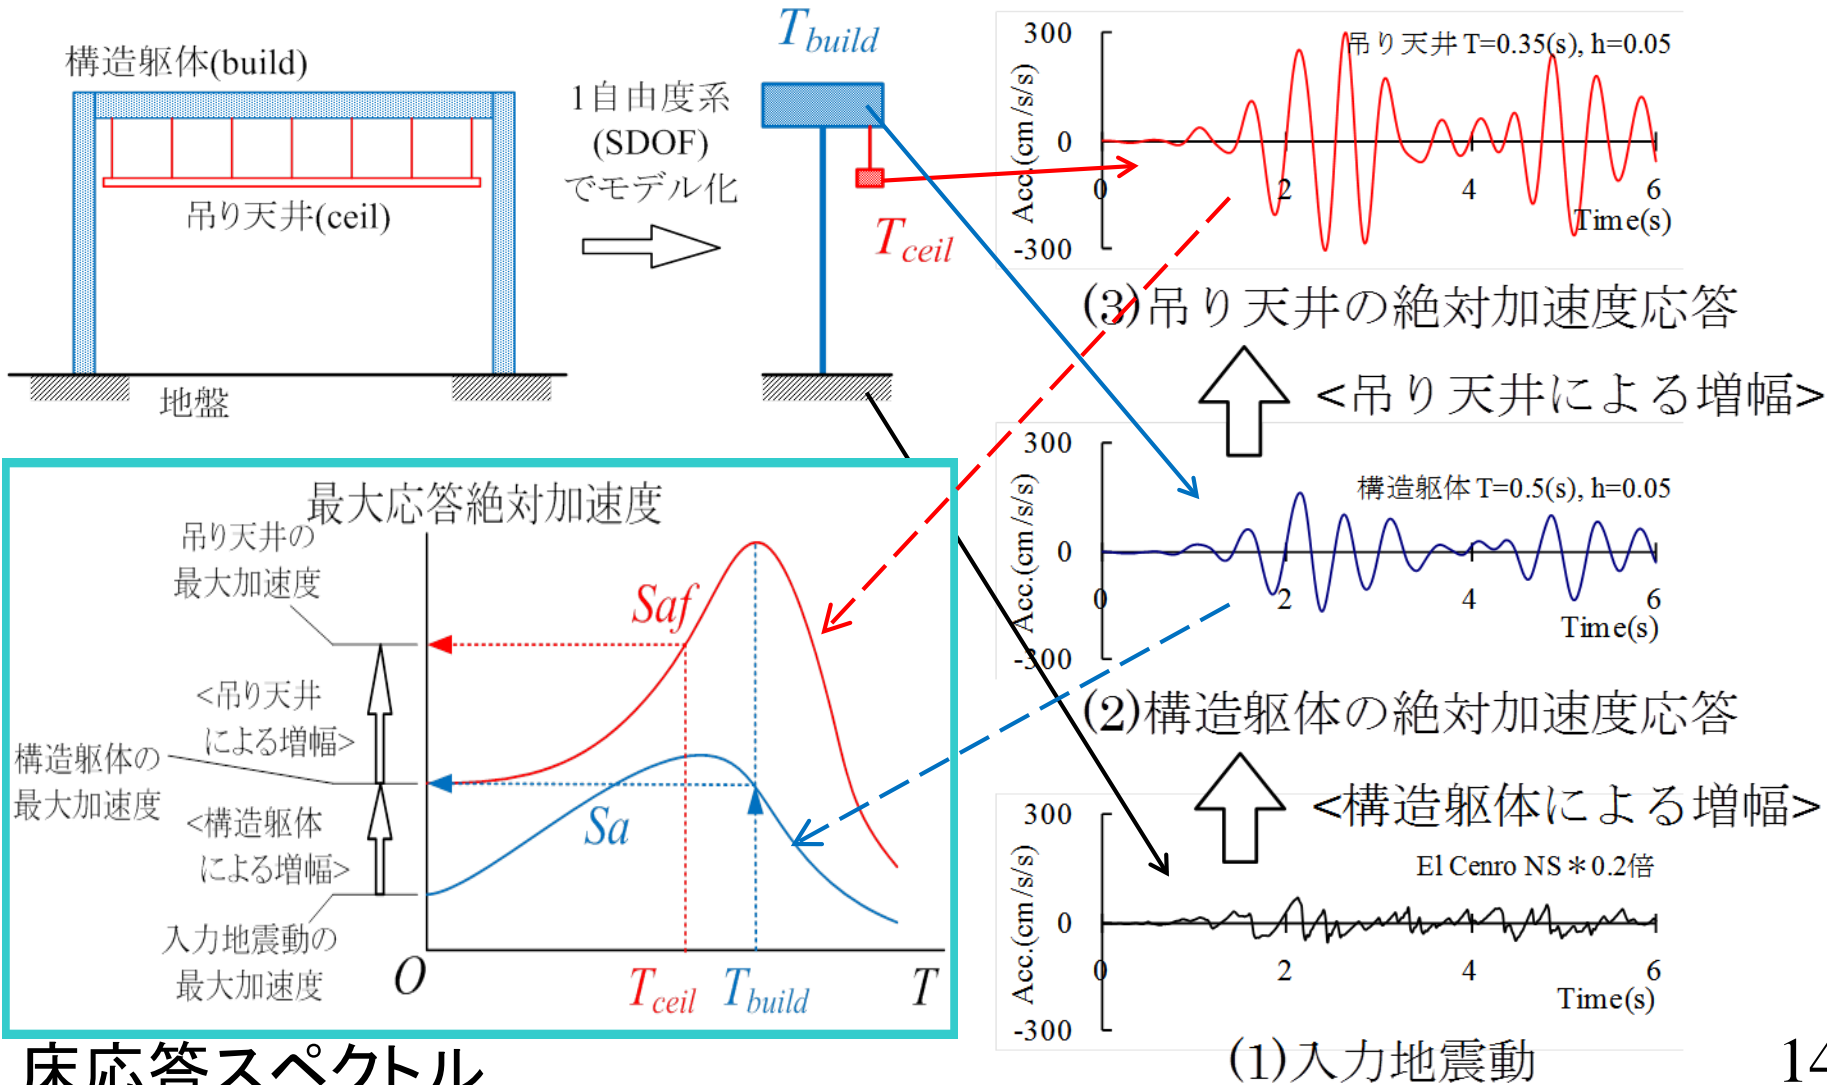 構造躯体(build)
吊り天井(ceil)
地盤
1自由度系
(SDOF)
でモデル化
T build
T ceil
300
0
-300
Acc.(cm/s/s)
吊り天井 T=0.35(s), h=0.05
0 2 4 6
Time(s)
(3)吊り天井の絶対加速度応答
<吊り天井による増幅>
300
0
-300
Acc.(cm/s/s)
構造躯体 T=0.5(s), h=0.05
0 2 4 6
Time(s)
(2)構造躯体の絶対加速度応答
<構造躯体による増幅>
300
0
-300
Acc.(cm/s/s)
El Cenro NS＊0.2倍
0 2 4 6
Time(s)
(1)入力地震動
最大応答絶対加速度
吊り天井の
最大加速度
<吊り天井
による増幅>
構造躯体の
最大加速度
<構造躯体
による増幅>
入力地震動の
最大加速度
Saf
Sa
O
T ceil
T build
T
床応答スペクトル
14